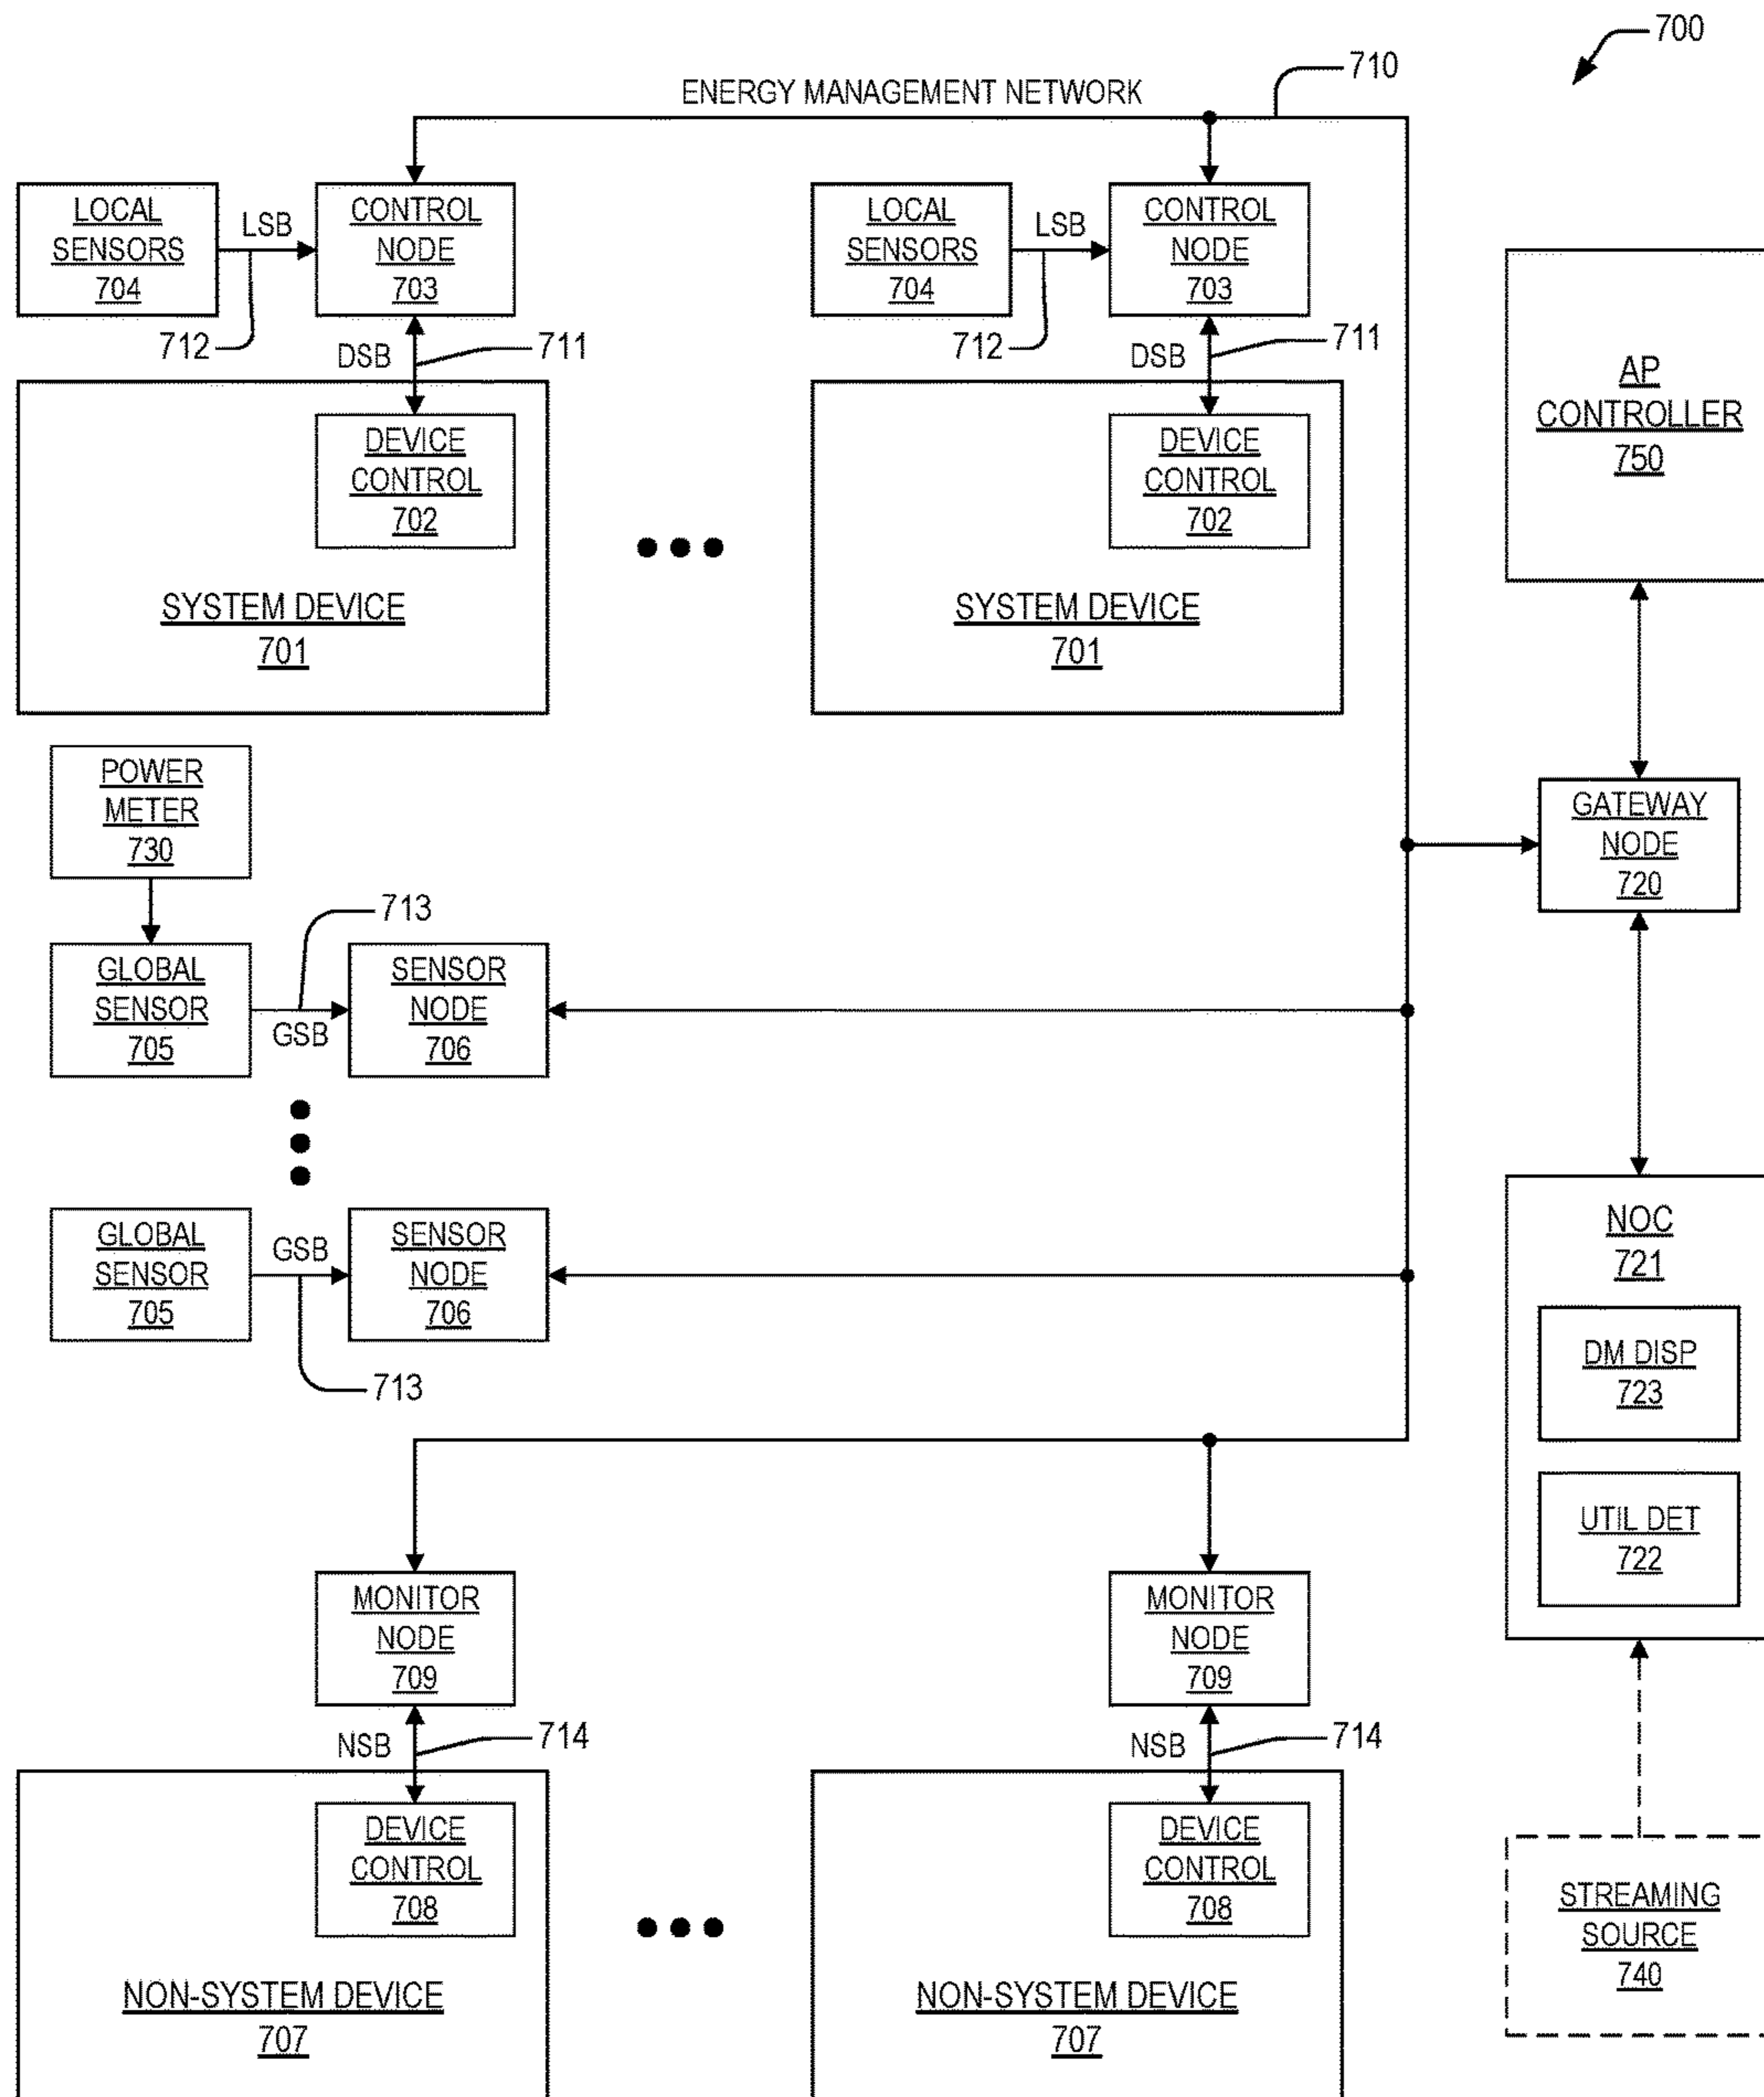 700
710
ENERGY MANAGEMENT NETWORK
LOCAL
SENSORS
704
LSB
712
CONTROL
NODE
703
DSB
711
DEVICE
CONTROL
702
SYSTEM DEVICE
701
LOCAL
SENSORS
704
LSB
712
CONTROL
NODE
703
DSB
711
DEVICE
CONTROL
702
SYSTEM DEVICE
701
AP
CONTROLLER
750
POWER
METER
730
GATEWAY
NODE
720
713
GLOBAL
SENSOR
705
GSB
SENSOR
NODE
706
GLOBAL
SENSOR
705
GSB
SENSOR
NODE
706
713
NOC
721
DM DISP
723
UTIL DET
722
MONITOR
NODE
709
NSB
714
DEVICE
CONTROL
708
NON-SYSTEM DEVICE
707
MONITOR
NODE
709
NSB
714
DEVICE
CONTROL
708
NON-SYSTEM DEVICE
707
STREAMING
SOURCE
740